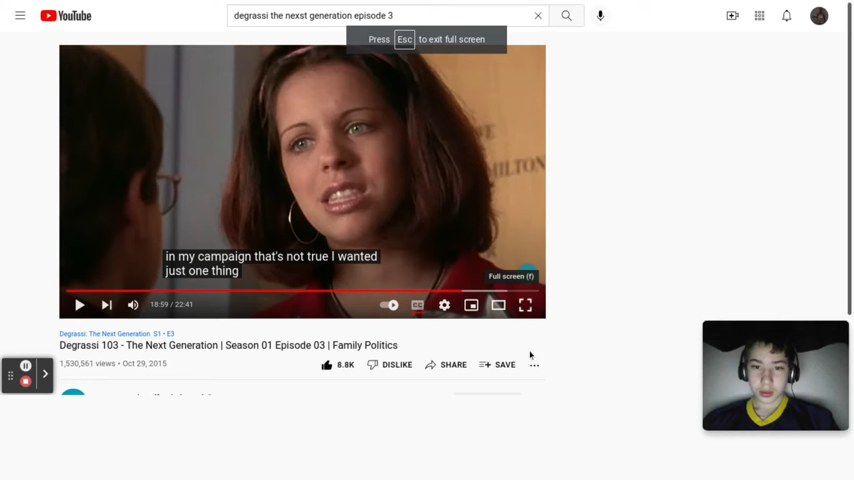 YouTube
degrassi the nexst generation episode 3
Press Esc to exit full screen
HAMILTON
in my campaign that's not true I wanted
just one thing
Full screen (f)
CC
18:59 / 22:41
Degrassi: The Next Generation S1 • E3
Degrassi 103 - The Next Generation | Season 01 Episode 03 | Family Politics
1,530,561 views • Oct 29, 2015
8.8K
DISLIKE
SHARE
SAVE